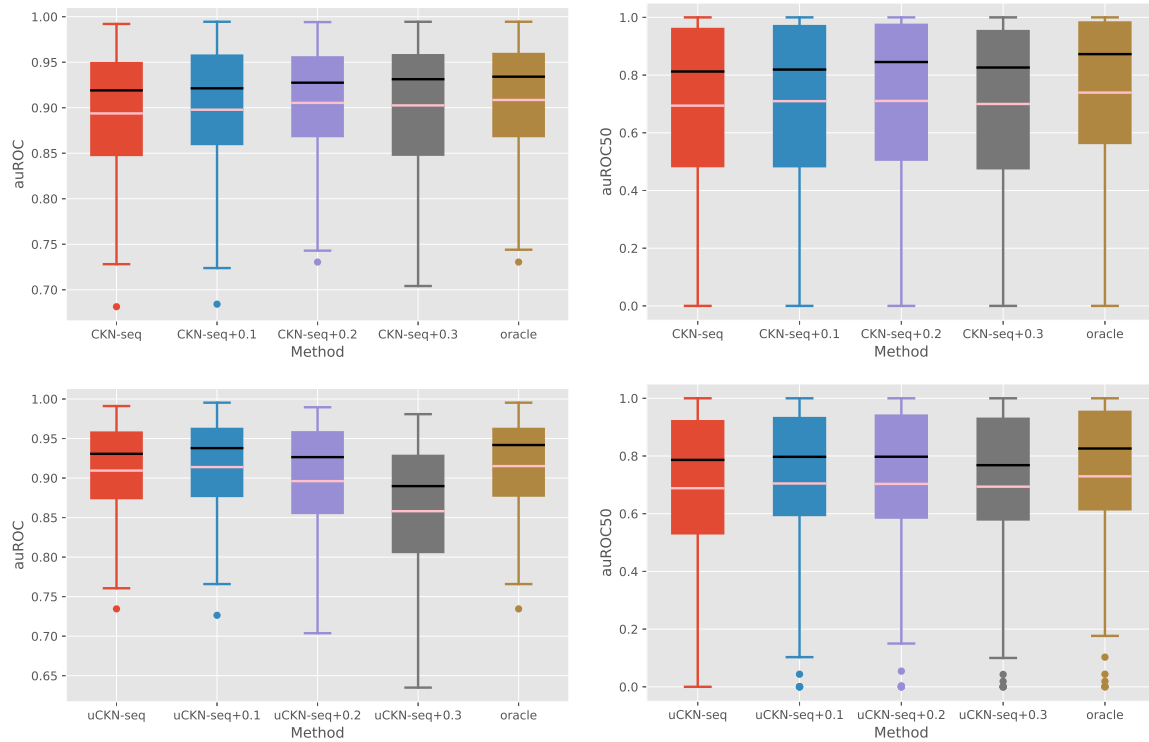 1.00
0.95
0.90
0.85
0.80
0.75
0.70
auROC
CKN-seq CKN-seq+0.1 CKN-seq+0.2 CKN-seq+0.3 oracle
Method
1.0
0.8
0.6
0.4
0.2
0.0
auROC50
CKN-seq CKN-seq+0.1 CKN-seq+0.2 CKN-seq+0.3 oracle
Method
1.00
0.95
0.90
0.85
0.80
0.75
0.70
0.65
auROC
uCKN-seq uCKN-seq+0.1 uCKN-seq+0.2 uCKN-seq+0.3 oracle
Method
1.0
0.8
0.6
0.4
0.2
0.0
auROC50
uCKN-seq uCKN-seq+0.1 uCKN-seq+0.2 uCKN-seq+0.3 oracle
Method